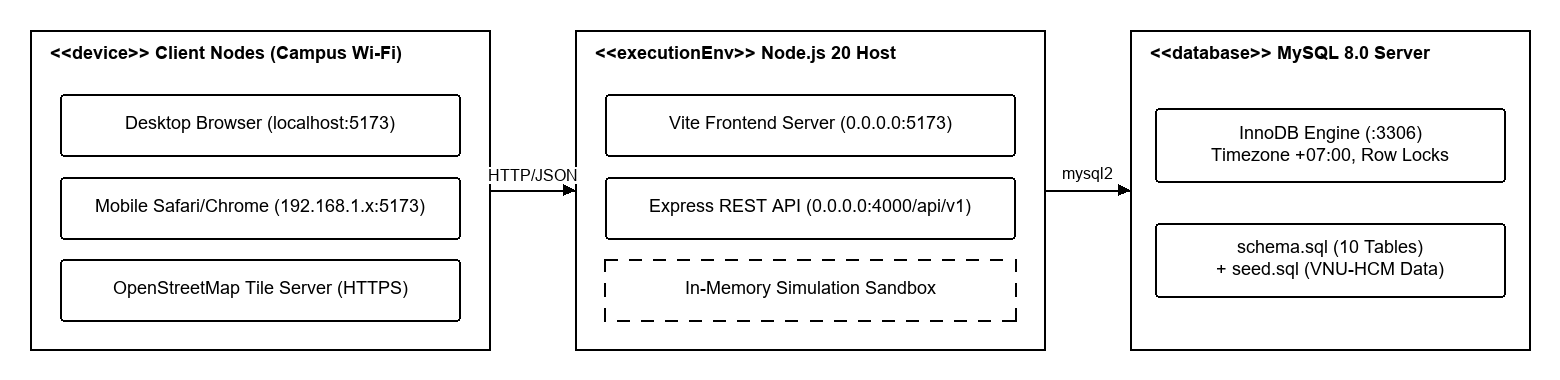 <<device>> Client Nodes (Campus Wi-Fi)
Desktop Browser (localhost:5173)
Mobile Safari/Chrome (192.168.1.x:5173)
OpenStreetMap Tile Server (HTTPS)
HTTP/JSON
<<executionEnv>> Node.js 20 Host
Vite Frontend Server (0.0.0.0:5173)
Express REST API (0.0.0.0:4000/api/v1)
In-Memory Simulation Sandbox
mysql2
<<database>> MySQL 8.0 Server
InnoDB Engine (:3306)
Timezone +07:00, Row Locks
schema.sql (10 Tables)
+ seed.sql (VNU-HCM Data)